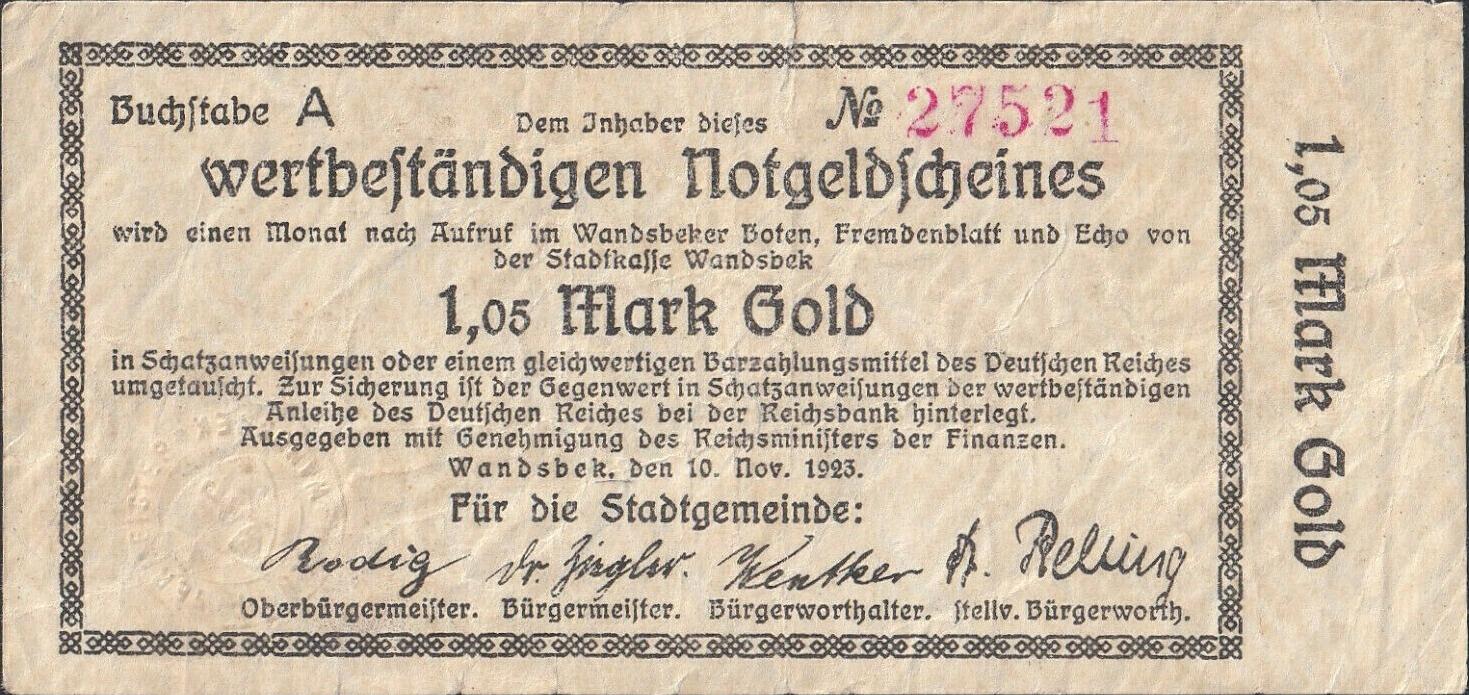 Buchstabe A
Dem Inhaber dieses
№ 27521
wertbeständigen Notgeldscheines
wird einen Monat nach Aufruf im Wandsbeker Boten, Fremdenblatt und Echo von
der Stadtkasse Wandsbek
1,05 Mark Gold
in Schatzanweisungen oder einem gleichwertigen Barzahlungsmittel des Deutschen Reiches
umgetauscht. Zur Sicherung ist der Gegenwert in Schatzanweisungen der wertbeständigen
Anleihe des Deutschen Reiches bei der Reichsbank hinterlegt.
Ausgegeben mit Genehmigung des Reichsministers der Finanzen.
Wandsbek, den 10. Nov. 1923.
Für die Stadtgemeinde:
Rodig Dr. Ziegler. Wentker
Oberbürgermeister. Bürgermeister. Bürgerworthalter. stellv. Bürgerworth.
1,05 Mark Gold